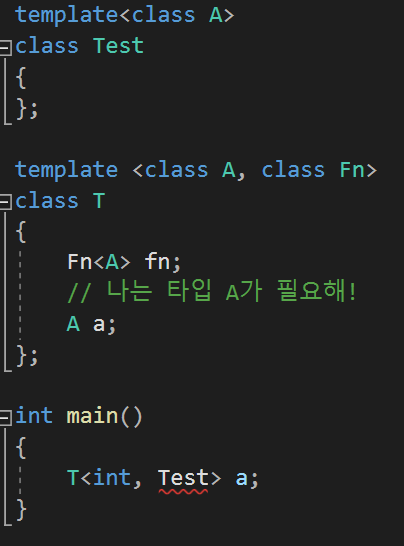 template<class A>
class Test
{
};
template <class A, class Fn>
class T
{
Fn<A> fn;
// 나는 타입 A가 필요해!
A a;
};
int main()
{
T<int, Test> a;
}